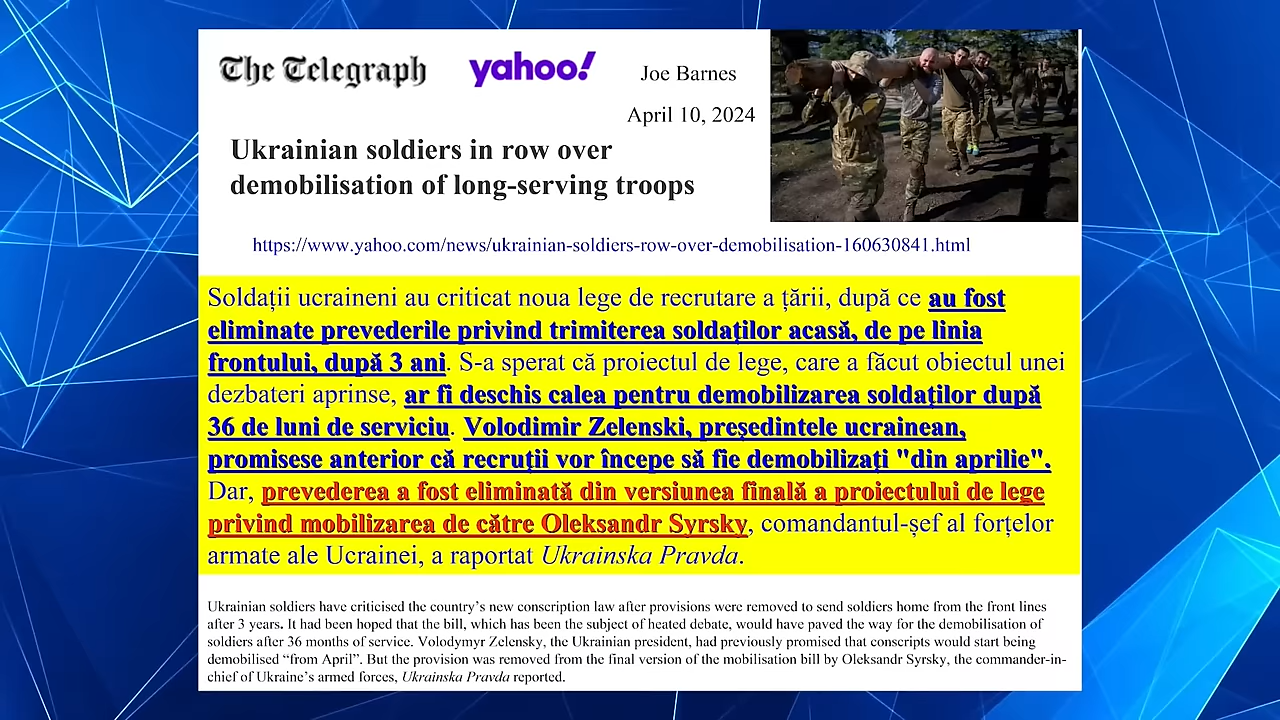 The Telegraph
yahoo!
Joe Barnes
April 10, 2024
Ukrainian soldiers in row over
demobilisation of long-serving troops
https://www.yahoo.com/news/ukrainian-soldiers-row-over-demobilisation-160630841.html
Soldații ucraineni au criticat noua lege de recrutare a țării, după ce au fost
eliminate prevederile privind trimiterea soldaților acasă, de pe linia
frontului, după 3 ani. S-a sperat că proiectul de lege, care a făcut obiectul unei
dezbateri aprinse, ar fi deschis calea pentru demobilizarea soldaților după
36 de luni de serviciu. Volodimir Zelenski, președintele ucrainean,
promisese anterior că recruții vor începe să fie demobilizați "din aprilie".
Dar, prevederea a fost eliminată din versiunea finală a proiectului de lege
privind mobilizarea de către Oleksandr Syrsky, comandantul-șef al forțelor
armate ale Ucrainei, a raportat Ukrainska Pravda.
Ukrainian soldiers have criticised the country’s new conscription law after provisions were removed to send soldiers home from the front lines
after 3 years. It had been hoped that the bill, which has been the subject of heated debate, would have paved the way for the demobilisation of
soldiers after 36 months of service. Volodymyr Zelensky, the Ukrainian president, had previously promised that conscripts would start being
demobilised “from April”. But the provision was removed from the final version of the mobilisation bill by Oleksandr Syrsky, the commander-in-
chief of Ukraine’s armed forces, Ukrainska Pravda reported.